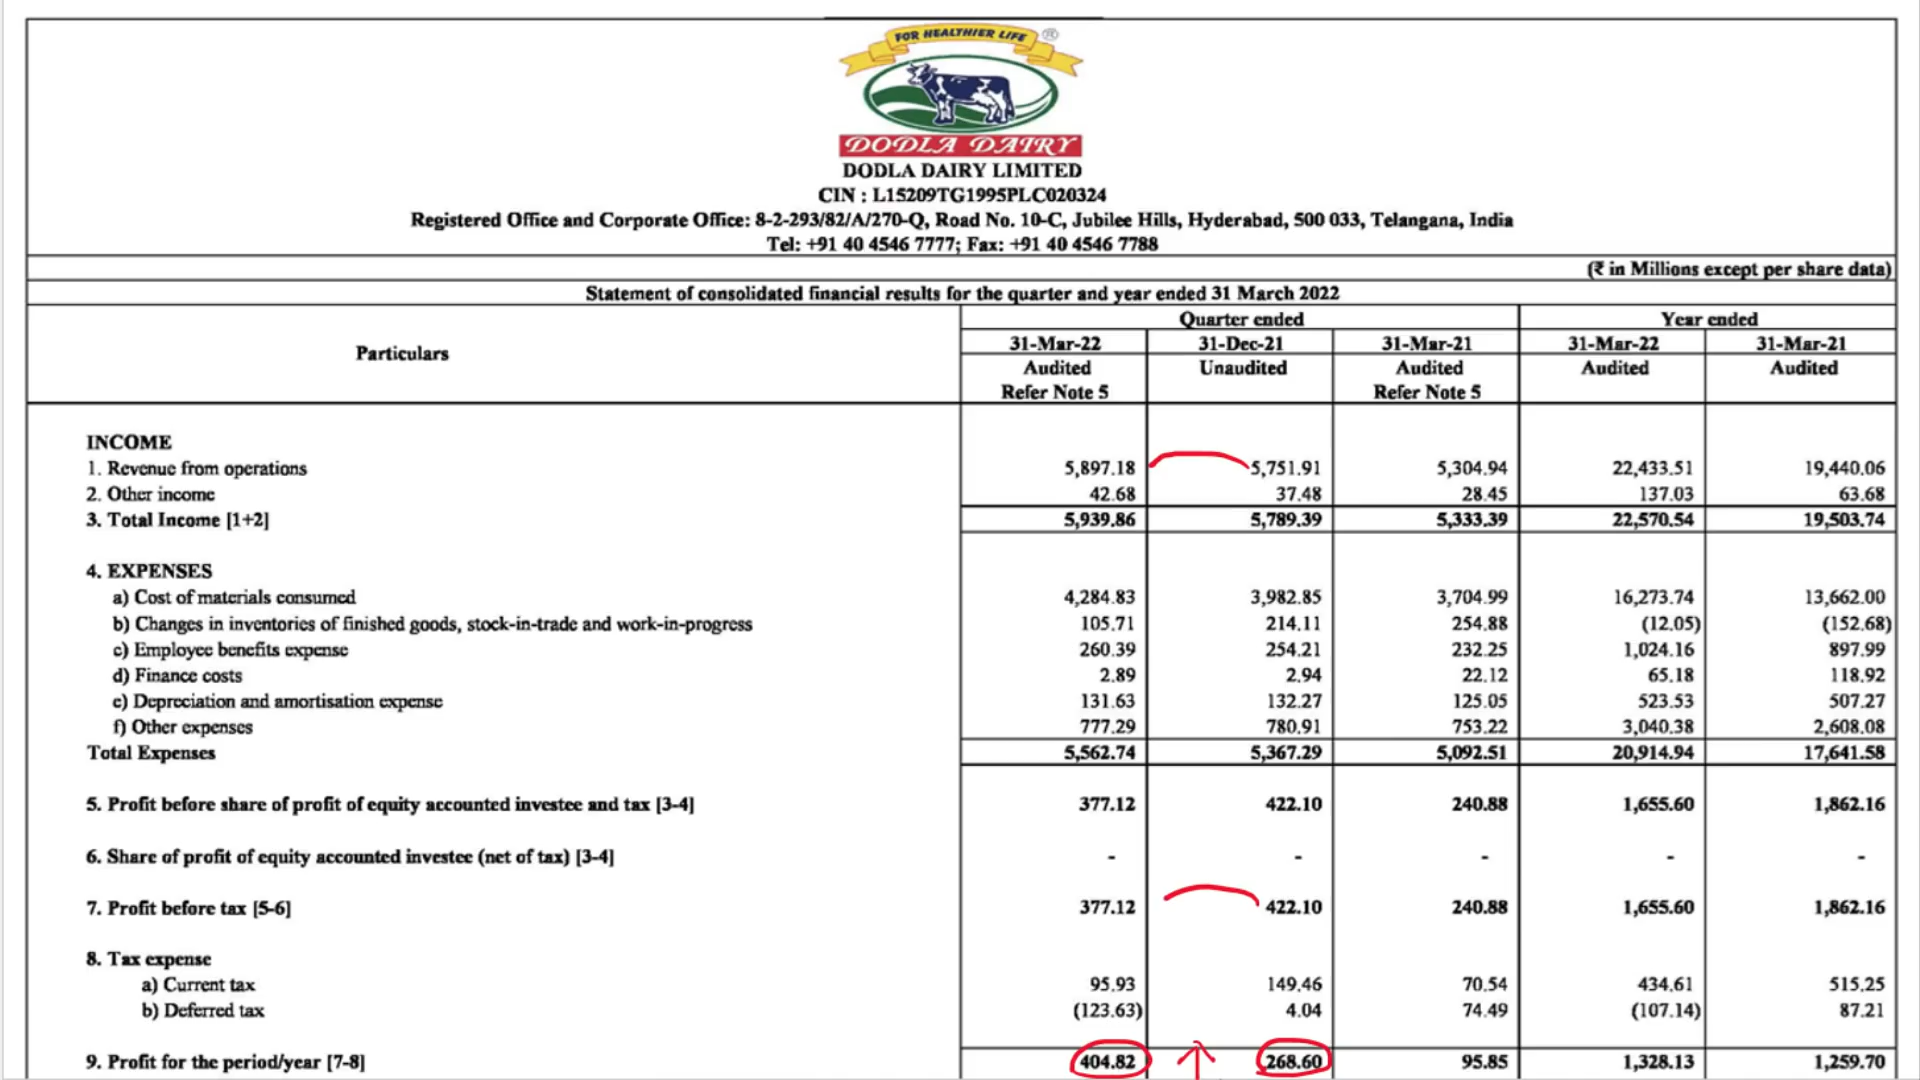 FOR HEALTHIER LIFE ®
DODLA DAIRY
DODLA DAIRY LIMITED
CIN : L15209TG1995PLC020324
Registered Office and Corporate Office: 8-2-293/82/A/270-Q, Road No. 10-C, Jubilee Hills, Hyderabad, 500 033, Telangana, India
Tel: +91 40 4546 7777; Fax: +91 40 4546 7788
(₹ in Millions except per share data)
Statement of consolidated financial results for the quarter and year ended 31 March 2022
Particulars
Quarter ended Year ended
31-Mar-22 31-Dec-21 31-Mar-21 31-Mar-22 31-Mar-21
Audited Unaudited Audited Audited Audited
Refer Note 5 Refer Note 5
INCOME
1. Revenue from operations 5,897.18 5,751.91 5,304.94 22,433.51 19,440.06
2. Other income 42.68 37.48 28.45 137.03 63.68
3. Total Income [1+2] 5,939.86 5,789.39 5,333.39 22,570.54 19,503.74
4. EXPENSES
a) Cost of materials consumed 4,284.83 3,982.85 3,704.99 16,273.74 13,662.00
b) Changes in inventories of finished goods, stock-in-trade and work-in-progress 105.71 214.11 254.88 (12.05) (152.68)
c) Employee benefits expense 260.39 254.21 232.25 1,024.16 897.99
d) Finance costs 2.89 2.94 22.12 65.18 118.92
e) Depreciation and amortisation expense 131.63 132.27 125.05 523.53 507.27
f) Other expenses 777.29 780.91 753.22 3,040.38 2,608.08
Total Expenses 5,562.74 5,367.29 5,092.51 20,914.94 17,641.58
5. Profit before share of profit of equity accounted investee and tax [3-4] 377.12 422.10 240.88 1,655.60 1,862.16
6. Share of profit of equity accounted investee (net of tax) [3-4] - - - - -
7. Profit before tax [5-6] 377.12 422.10 240.88 1,655.60 1,862.16
8. Tax expense
a) Current tax 95.93 149.46 70.54 434.61 515.25
b) Deferred tax (123.63) 4.04 74.49 (107.14) 87.21
9. Profit for the period/year [7-8] 404.82 268.60 95.85 1,328.13 1,259.70